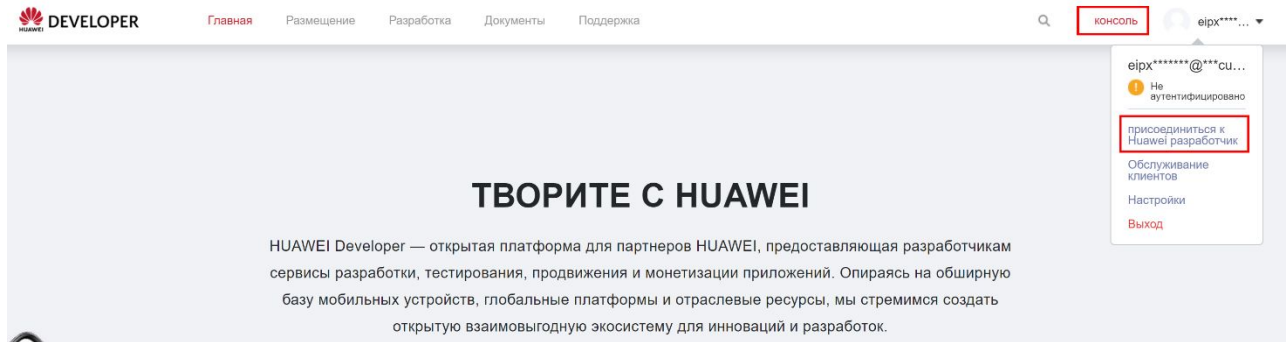 HUAWEI DEVELOPER Главная Размещение Разработка Документы Поддержка консоль eipx****... 
eipx*******@***cu...
Не
аутентифицировано
присоединиться к
Huawei разработчик
Обслуживание
клиентов
Настройки
Выход
ТВОРИТЕ С HUAWEI
HUAWEI Developer — открытая платформа для партнеров HUAWEI, предоставляющая разработчикам
сервисы разработки, тестирования, продвижения и монетизации приложений. Опираясь на обширную
базу мобильных устройств, глобальные платформы и отраслевые ресурсы, мы стремимся создать
открытую взаимовыгодную экосистему для инноваций и разработок.